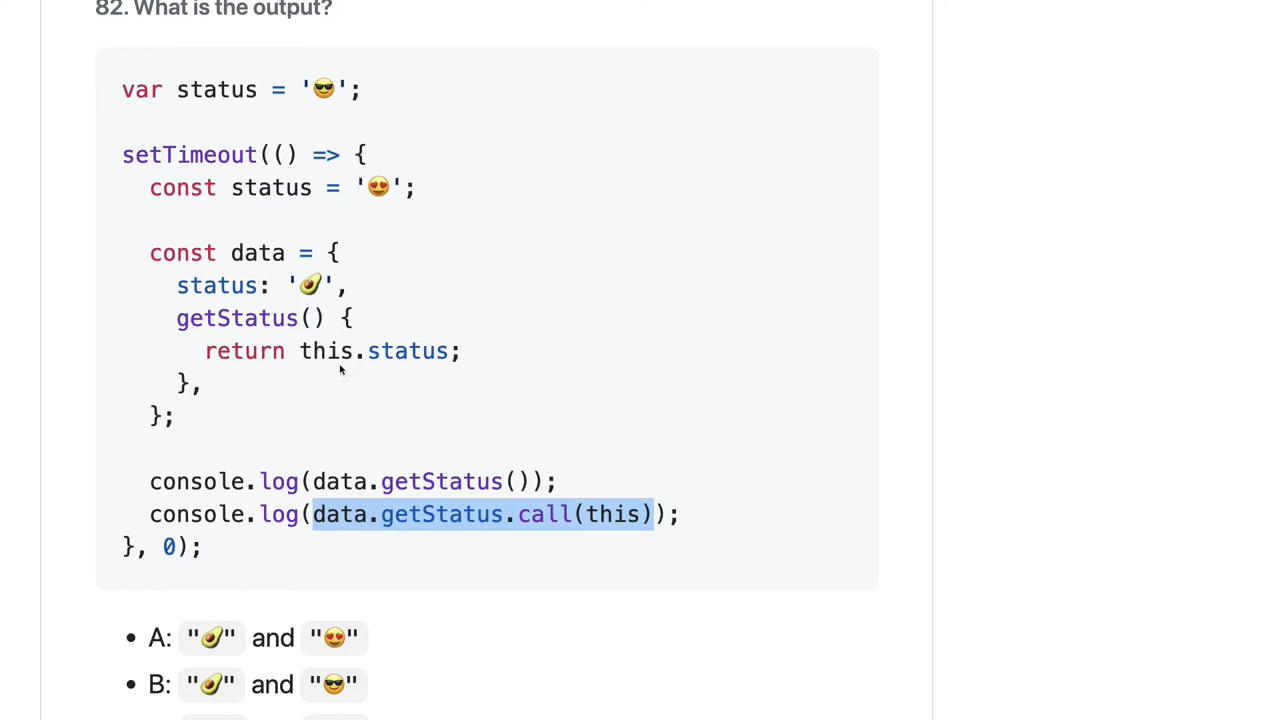 82. What is the output?
var status = '😎';
setTimeout(() => {
const status = '😍';
const data = {
status: '🥑',
getStatus() {
return this.status;
},
};
console.log(data.getStatus());
console.log(data.getStatus.call(this));
}, 0);
• A: "🥑" and "😍"
• B: "🥑" and "😎"